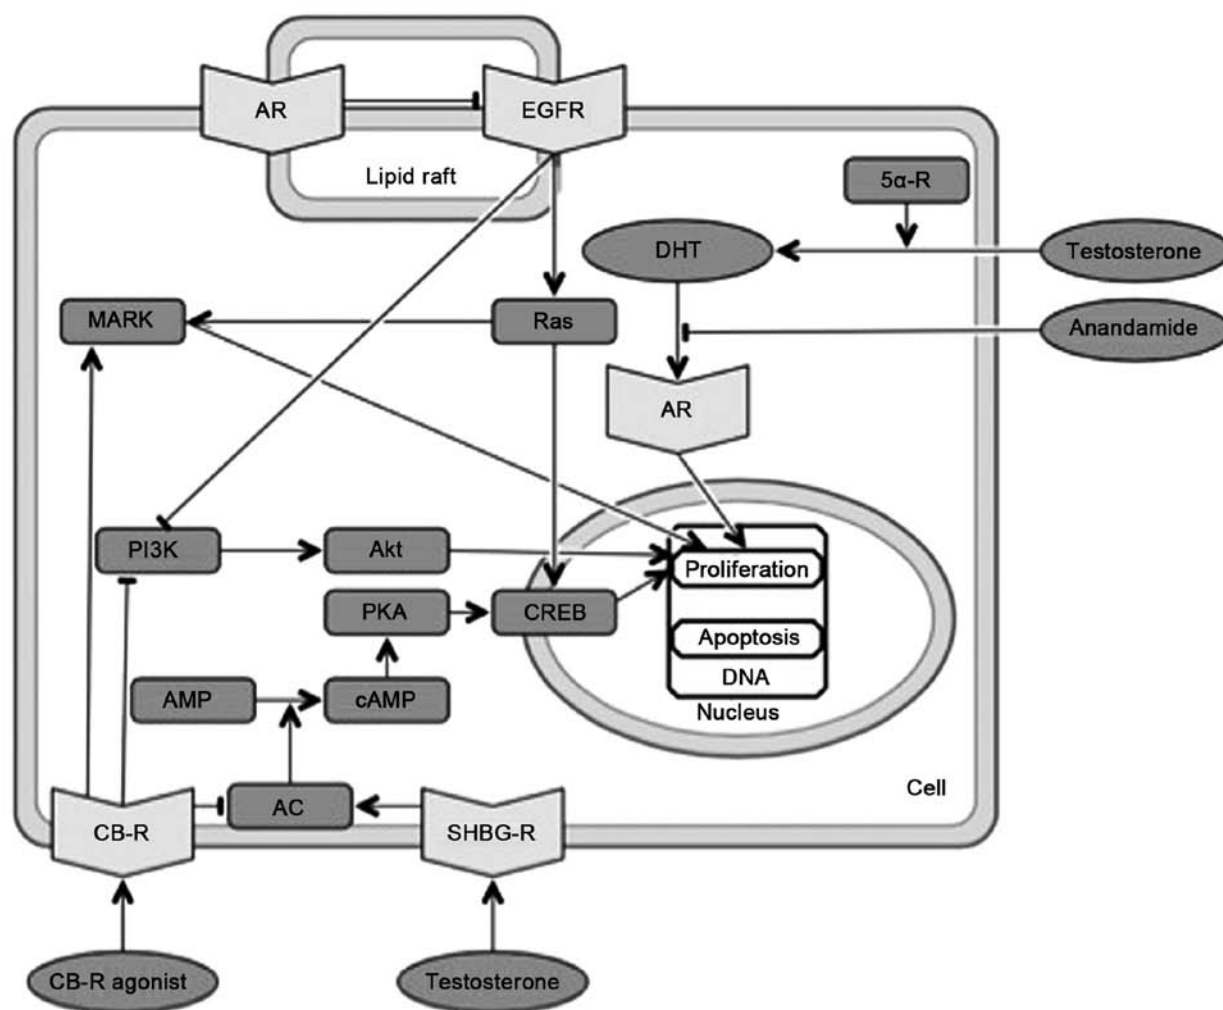 AR
EGFR
Lipid raft
5α-R
DHT
Testosterone
MARK
Ras
Anandamide
AR
PI3K
Akt
Proliferation
PKA
CREB
Apoptosis
DNA
AMP
cAMP
Nucleus
Cell
AC
CB-R
SHBG-R
CB-R agonist
Testosterone